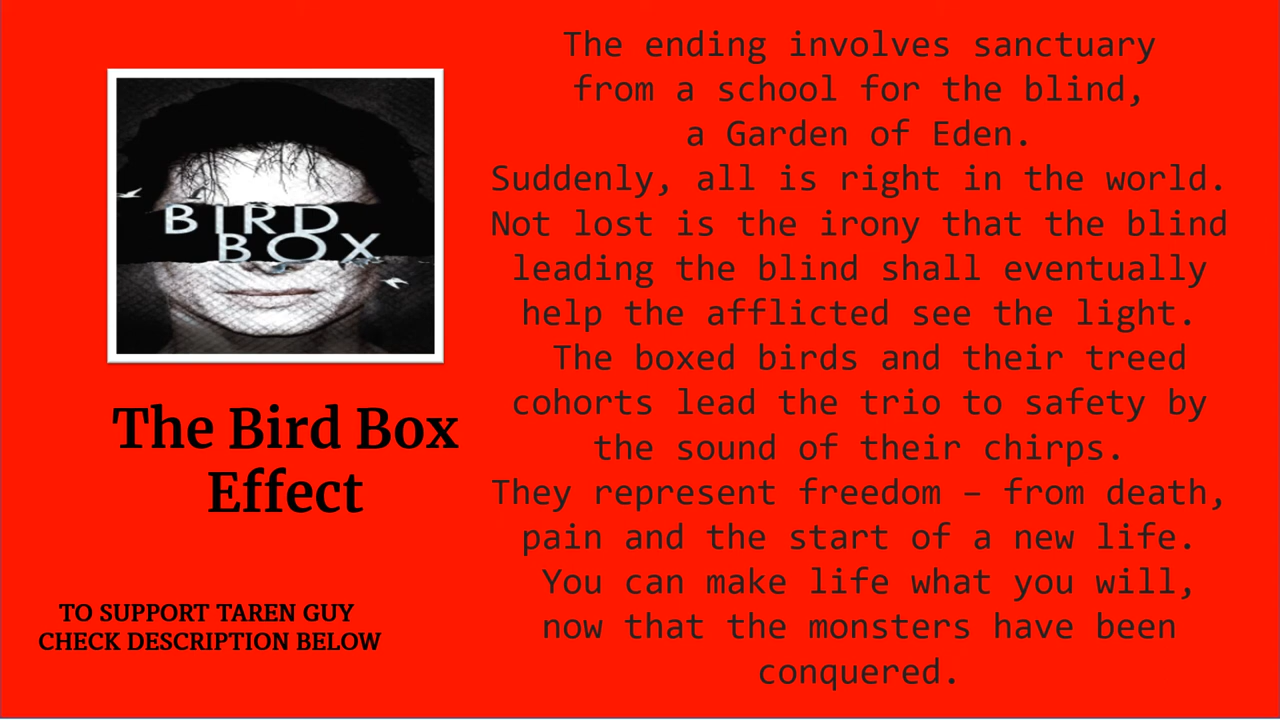 BIRD
BOX
The Bird Box
Effect
TO SUPPORT TAREN GUY
CHECK DESCRIPTION BELOW
The ending involves sanctuary
from a school for the blind,
a Garden of Eden.
Suddenly, all is right in the world.
Not lost is the irony that the blind
leading the blind shall eventually
help the afflicted see the light.
The boxed birds and their treed
cohorts lead the trio to safety by
the sound of their chirps.
They represent freedom – from death,
pain and the start of a new life.
You can make life what you will,
now that the monsters have been
conquered.